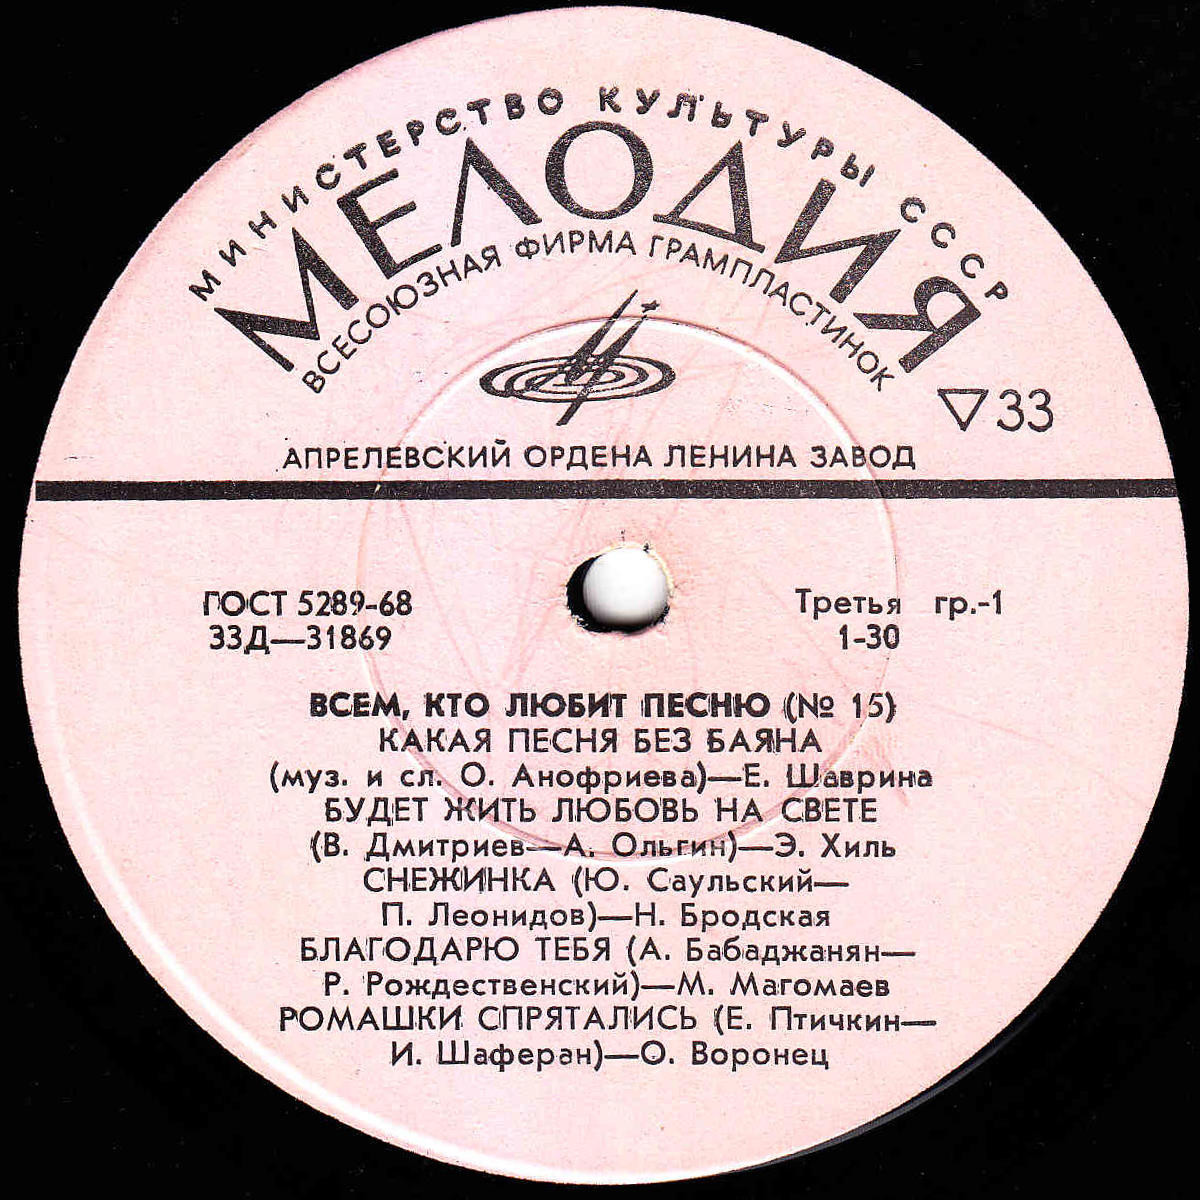 МИНИСТЕРСТВО КУЛЬТУРЫ СССР
МЕЛОДИЯ
ВСЕСОЮЗНАЯ ФИРМА ГРАМПЛАСТИНОК
▽33
АПРЕЛЕВСКИЙ ОРДЕНА ЛЕНИНА ЗАВОД
ГОСТ 5289-68
33Д—31869
Третья гр.-1
1-30
ВСЕМ, КТО ЛЮБИТ ПЕСНЮ (№ 15)
КАКАЯ ПЕСНЯ БЕЗ БАЯНА
(муз. и сл. О. Анофриева)—Е. Шаврина
БУДЕТ ЖИТЬ ЛЮБОВЬ НА СВЕТЕ
(В. Дмитриев—А. Ольгин)—Э. Хиль
СНЕЖИНКА (Ю. Саульский—
П. Леонидов)—Н. Бродская
БЛАГОДАРЮ ТЕБЯ (А. Бабаджанян—
Р. Рождественский)—М. Магомаев
РОМАШКИ СПРЯТАЛИСЬ (Е. Птичкин—
И. Шаферан)—О. Воронец